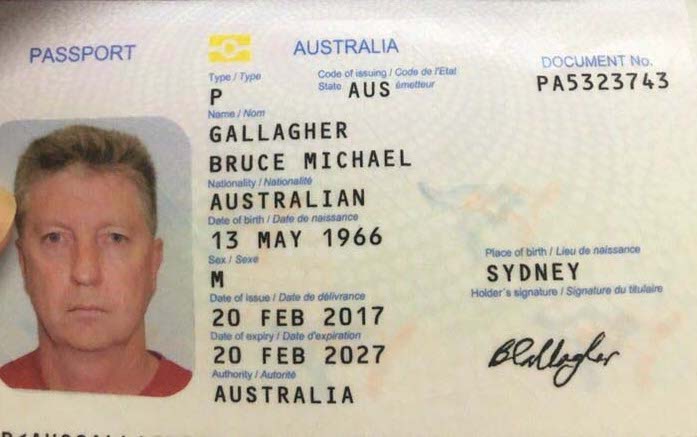 PASSPORT
AUSTRALIA
DOCUMENT No.
Type / Type
Code of issuing / Code de l'Etat
State
émetteur
P
AUS
PA5323743
Name / Nom
GALLAGHER
BRUCE MICHAEL
Nationality / Nationalité
AUSTRALIAN
Date of birth / Date de naissance
13 MAY 1966
Sex / Sexe
Place of birth / Lieu de naissance
M
SYDNEY
Date of issue / Date de délivrance
Holder's signature / Signature du titulaire
20 FEB 2017
Date of expiry / Date d'expiration
20 FEB 2027
BGallagher
Authority / Autorité
AUSTRALIA